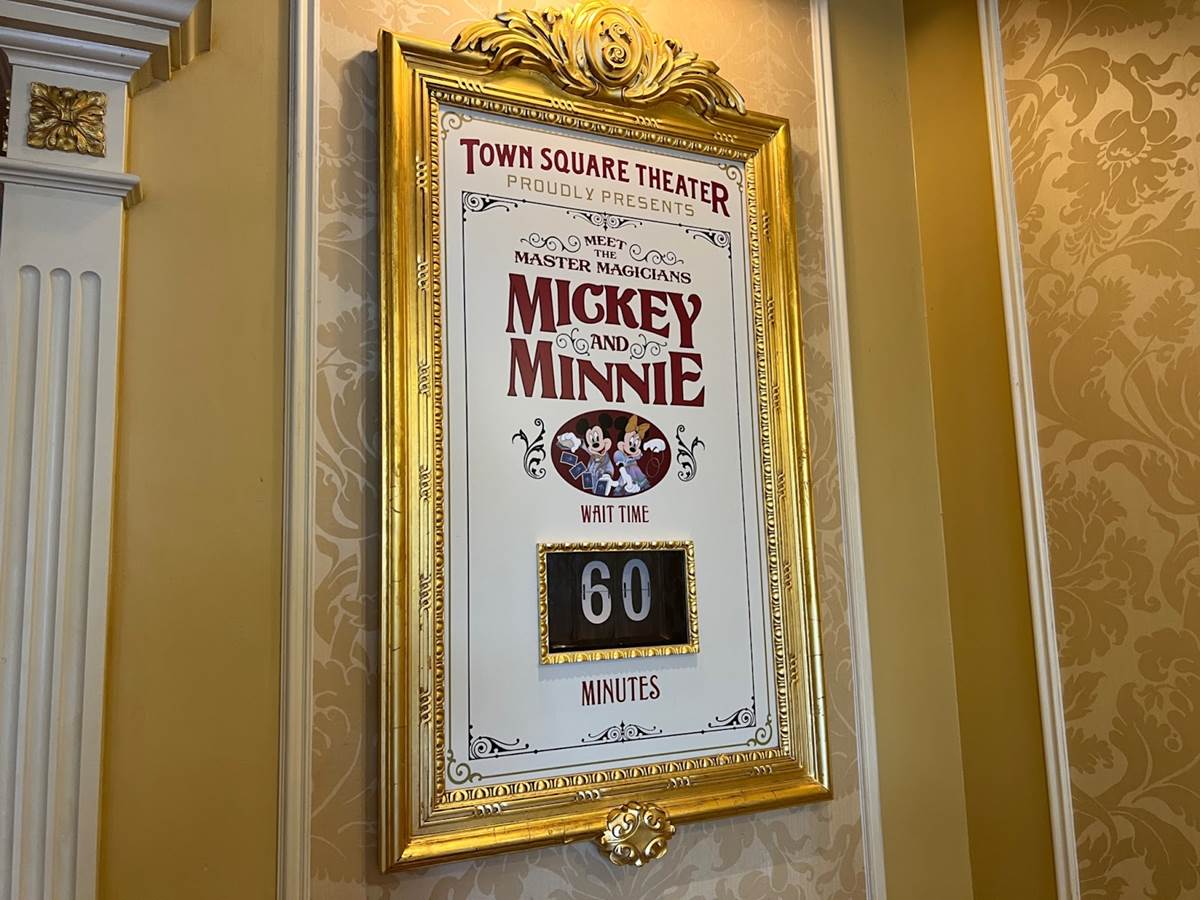 S
TOWN SQUARE THEATER
PROUDLY PRESENTS
MEET
THE
MASTER MAGICIANS
MICKEY
AND
MINNIE
WAIT TIME
60
MINUTES